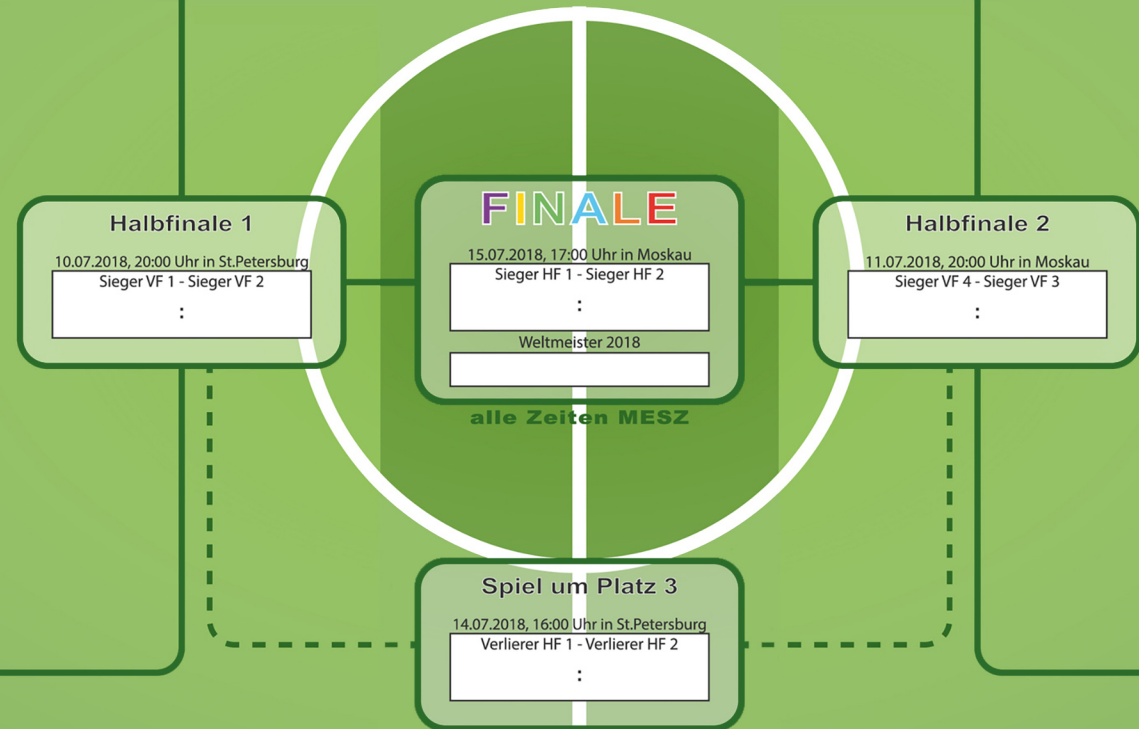 Halbfinale 1
10.07.2018, 20:00 Uhr in St.Petersburg
Sieger VF 1 - Sieger VF 2
:
FINALE
15.07.2018, 17:00 Uhr in Moskau
Sieger HF 1 - Sieger HF 2
:
Weltmeister 2018
alle Zeiten MESZ
Halbfinale 2
11.07.2018, 20:00 Uhr in Moskau
Sieger VF 4 - Sieger VF 3
:
Spiel um Platz 3
14.07.2018, 16:00 Uhr in St.Petersburg
Verlierer HF 1 - Verlierer HF 2
: